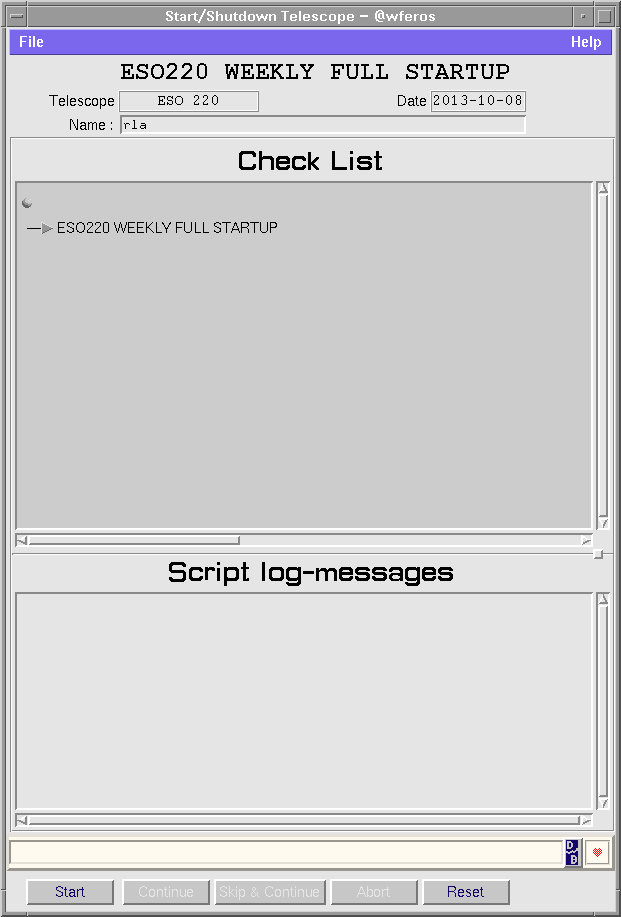 Start/Shutdown Telescope - @wferos
File Help
ESO220 WEEKLY FULL STARTUP
Telescope ESO 220 Date 2013-10-08
Name : rla
Check List
ESO220 WEEKLY FULL STARTUP
Script log-messages
D
B
Start Continue Skip & Continue Abort Reset